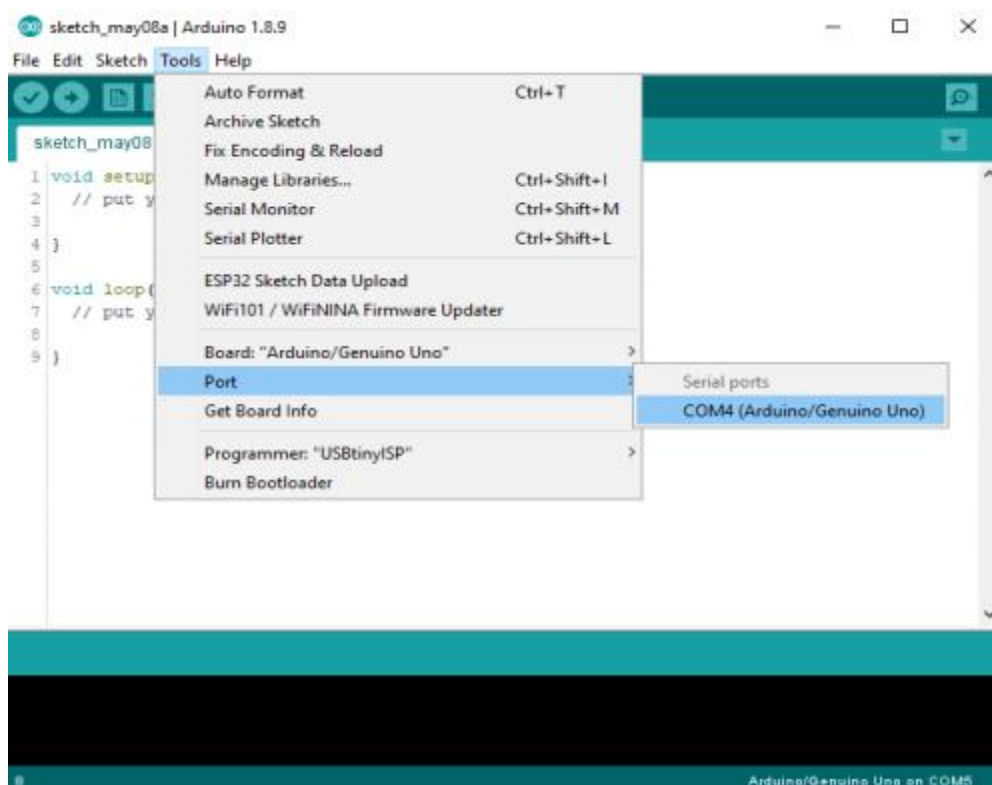 sketch_may08a | Arduino 1.8.9
File Edit Sketch Tools Help
sketch_may08
Auto Format Ctrl+T
Archive Sketch
Fix Encoding & Reload
Manage Libraries... Ctrl+Shift+I
Serial Monitor Ctrl+Shift+M
Serial Plotter Ctrl+Shift+L
ESP32 Sketch Data Upload
WiFi101 / WiFiNINA Firmware Updater
Board: "Arduino/Genuino Uno"
Port
Get Board Info
Programmer: "USBtinyISP"
Burn Bootloader
Serial ports
COM4 (Arduino/Genuino Uno)
1 void setup
2 // put y
3
4 }
5
6 void loop(
7 // put y
8
9 }
8 Arduino/Genuino Uno on COM5